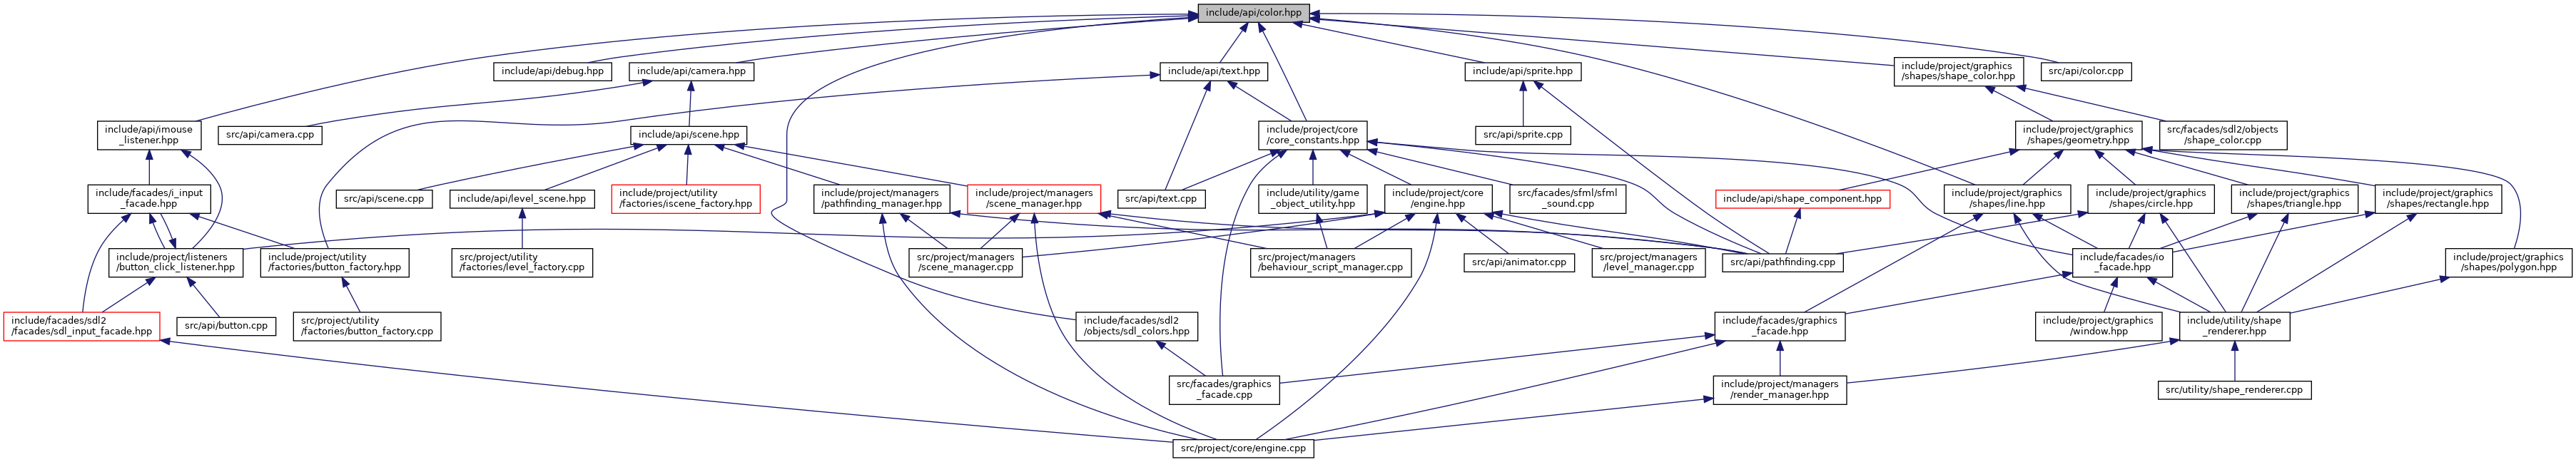 include/api/color.hpp
include/api/debug.hpp
include/api/camera.hpp
include/api/text.hpp
include/api/sprite.hpp
include/project/graphics
/shapes/shape_color.hpp
src/api/color.cpp
include/api/imouse
_listener.hpp
src/api/camera.cpp
include/api/scene.hpp
include/project/core
/core_constants.hpp
src/api/sprite.cpp
include/project/graphics
/shapes/geometry.hpp
src/facades/sdl2/objects
/shape_color.cpp
include/facades/i_input
_facade.hpp
src/api/scene.cpp
include/api/level_scene.hpp
include/project/utility
/factories/iscene_factory.hpp
include/project/managers
/pathfinding_manager.hpp
include/project/managers
/scene_manager.hpp
src/api/text.cpp
include/utility/game
_object_utility.hpp
include/project/core
/engine.hpp
src/facades/sfml/sfml
_sound.cpp
include/api/shape_component.hpp
include/project/graphics
/shapes/line.hpp
include/project/graphics
/shapes/circle.hpp
include/project/graphics
/shapes/triangle.hpp
include/project/graphics
/shapes/rectangle.hpp
include/project/listeners
/button_click_listener.hpp
include/project/utility
/factories/button_factory.hpp
src/project/utility
/factories/level_factory.cpp
src/project/managers
/scene_manager.cpp
src/project/managers
/behaviour_script_manager.cpp
src/api/animator.cpp
src/project/managers
/level_manager.cpp
src/api/pathfinding.cpp
include/facades/io
_facade.hpp
include/project/graphics
/shapes/polygon.hpp
include/facades/sdl2
/facades/sdl_input_facade.hpp
src/api/button.cpp
src/project/utility
/factories/button_factory.cpp
include/facades/sdl2
/objects/sdl_colors.hpp
include/facades/graphics
_facade.hpp
include/project/graphics
/window.hpp
include/utility/shape
_renderer.hpp
src/facades/graphics
_facade.cpp
include/project/managers
/render_manager.hpp
src/utility/shape_renderer.cpp
src/project/core/engine.cpp